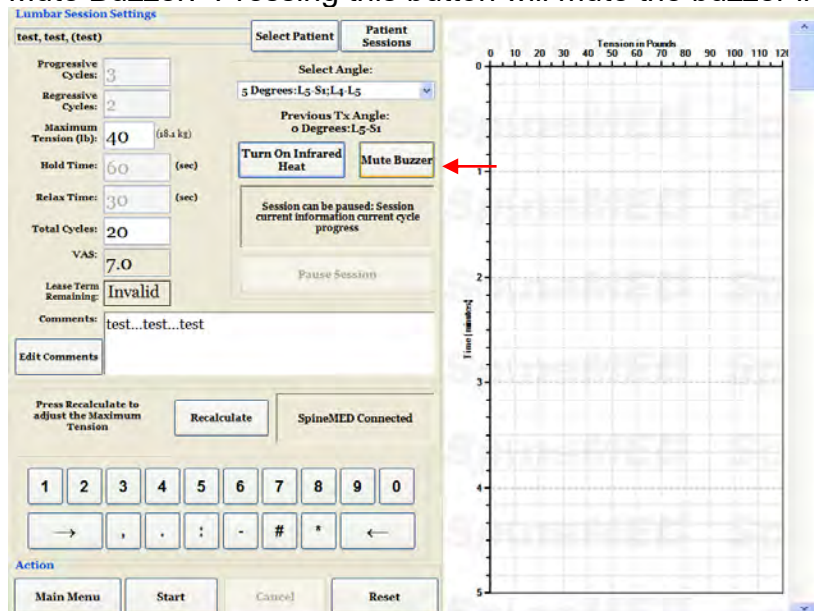 Mute Buzzer: Pressing this button will mute the buzzer i
Lumbar Session Settings
test, test, (test)
Select Patient
Patient Sessions
Progressive Cycles: 3
Regressive Cycles: 2
Maximum Tension (lb): 40 (18.1 kg)
Hold Time: 60 (sec)
Relax Time: 30 (sec)
Total Cycles: 20
VAS: 7.0
Lease Term Remaining: Invalid
Select Angle:
5 Degrees:L5-S1;L4-L5
Previous Tx Angle:
0 Degrees:L5-S1
Turn On Infrared Heat
Mute Buzzer
Session can be paused: Session
current information current cycle
progress
Pause Session
Comments: test...test...test
Edit Comments
Press Recalculate to
adjust the Maximum
Tension
Recalculate
SpineMED Connected
1 2 3 4 5 6 7 8 9 0
→ , . : - # * ←
Action
Main Menu Start Cancel Reset
Tension in Pounds
0 10 20 30 40 50 60 70 80 90 100 110 12
Time [minutes]
0
1
2
3
4
5